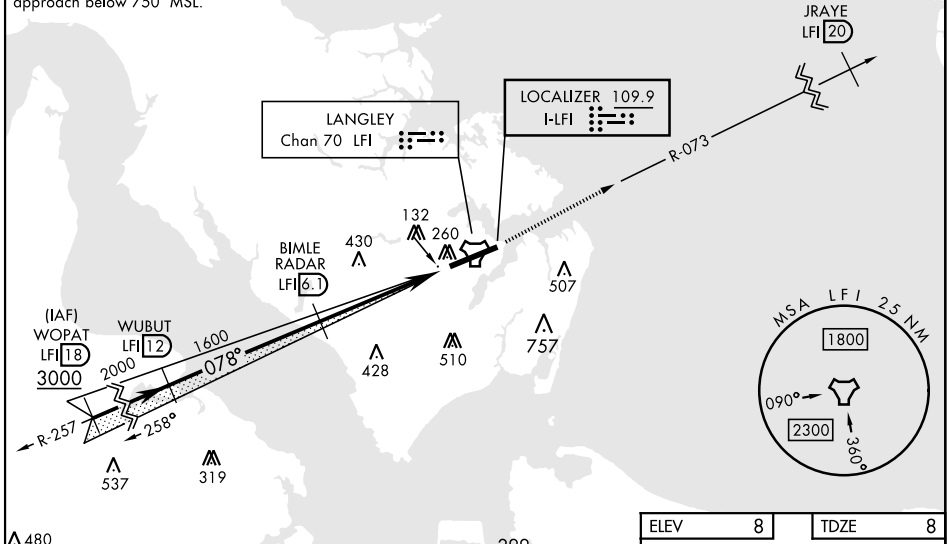 approach below 750' MSL.
JRAYE
LFI 20
LOCALIZER 109.9
I-LFI
LANGLEY
Chan 70 LFI
R-073
132
260
430
BIMLE
RADAR
LFI 6.1
507
(IAF)
WOPAT
LFI 18
3000
WUBUT
LFI 12
2000
1600
078°
428
510
757
MSA LFI 25 NM
1800
090°
2300
360°
R-257
258°
537
319
480
ELEV 8
TDZE 8